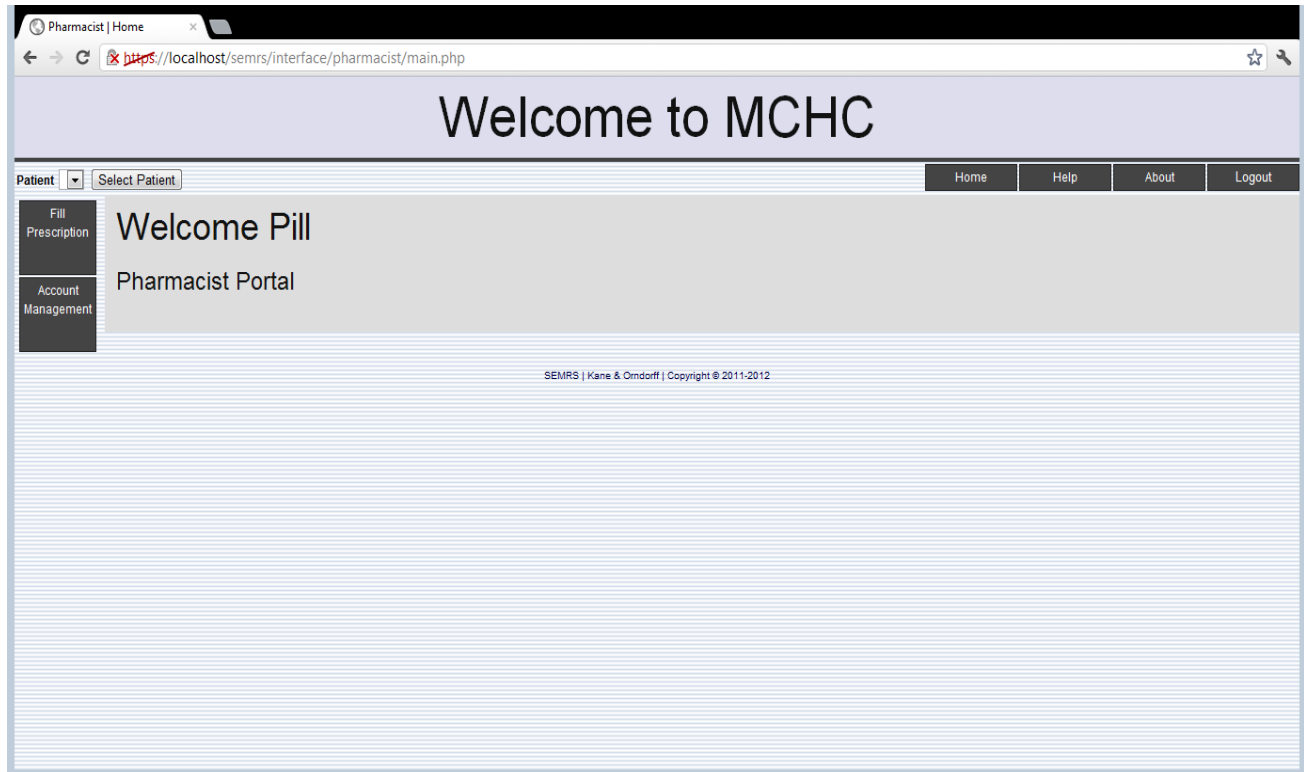 Pharmacist | Home
https://localhost/semrs/interface/pharmacist/main.php
Welcome to MCHC
Patient Select Patient Home Help About Logout
Fill
Prescription
Welcome Pill
Pharmacist Portal
Account
Management
SEMRS | Kane & Orndorff | Copyright © 2011-2012